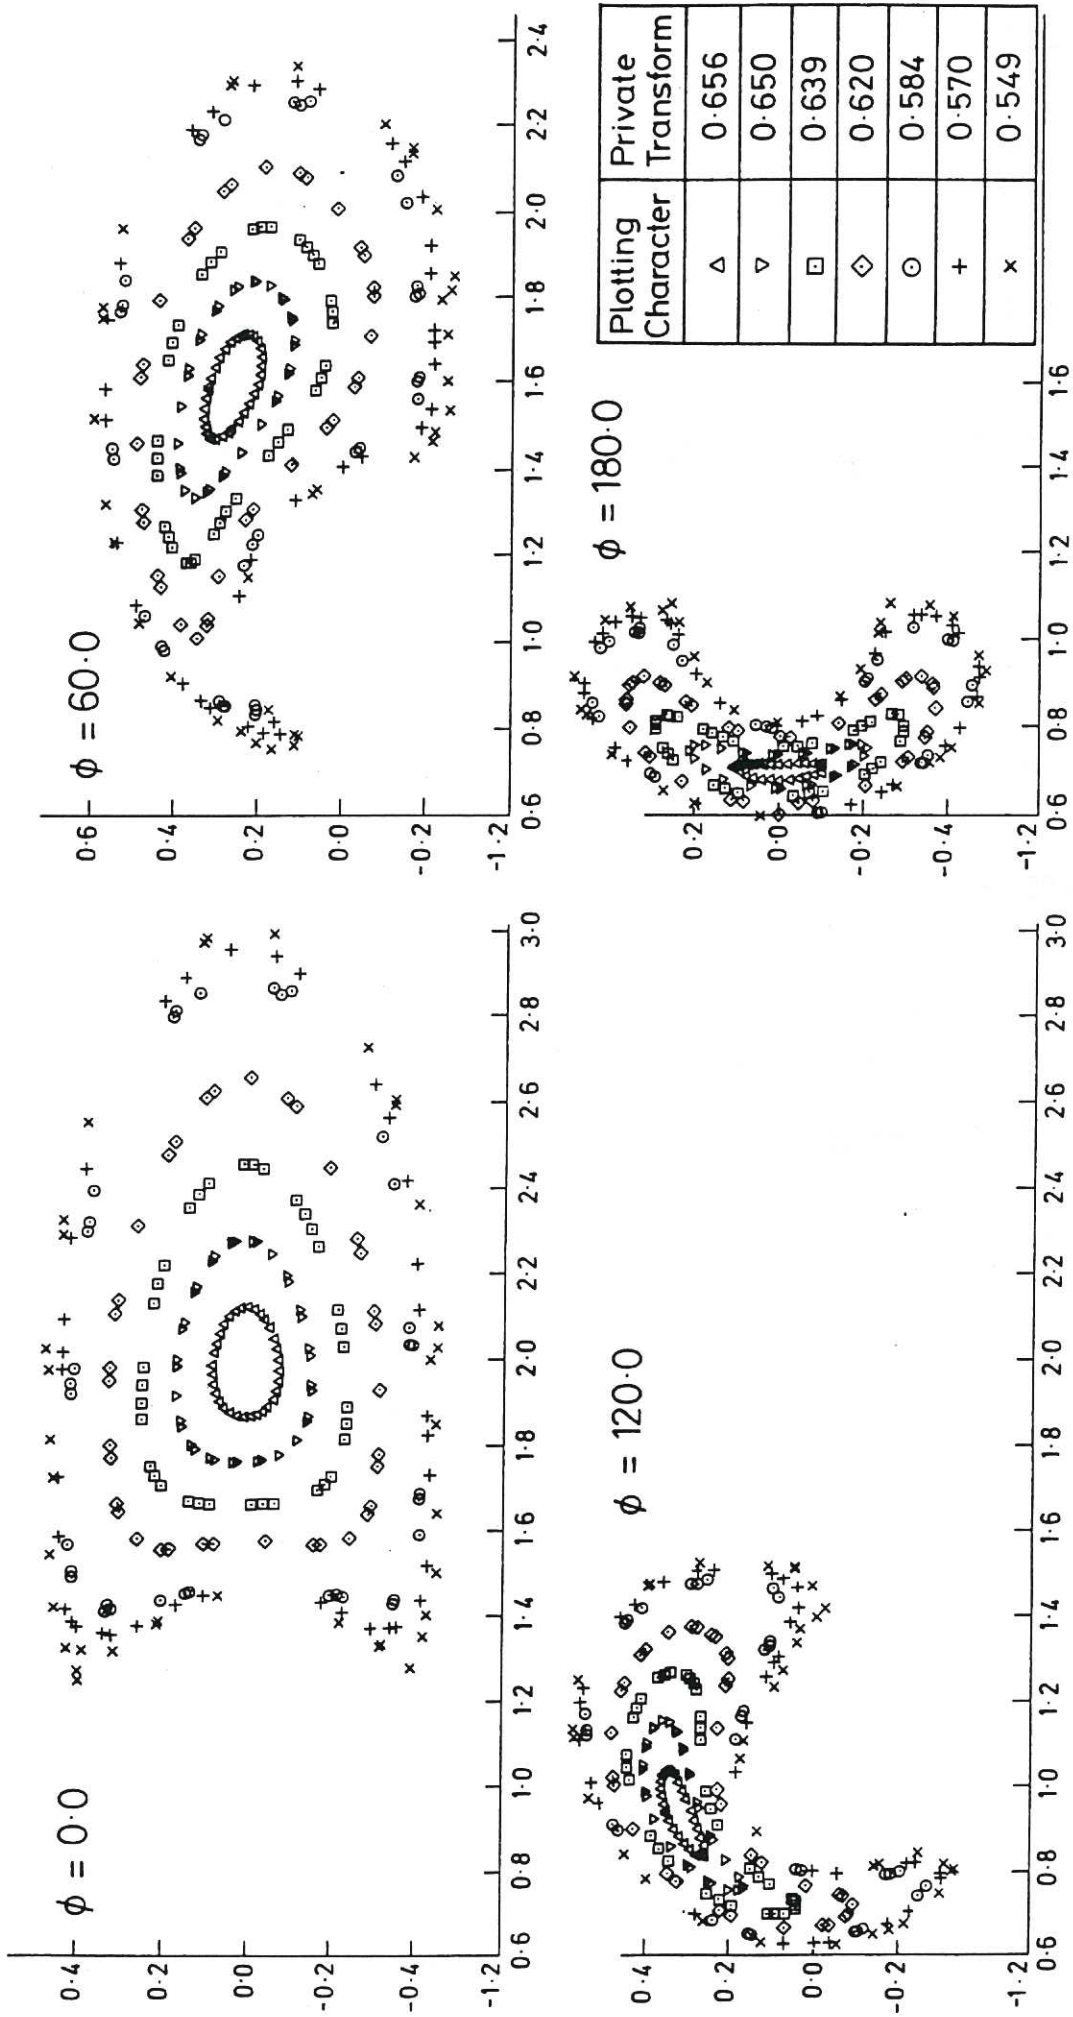 ϕ = 0·0
0·4
0·2
0·0
-0·2
-0·4
-1·2
0·6 0·8 1·0 1·2 1·4 1·6 1·8 2·0 2·2 2·4 2·6 2·8 3·0
ϕ = 60·0
0·6
0·4
0·2
0·0
-0·2
-1·2
0·6 0·8 1·0 1·2 1·4 1·6 1·8 2·0 2·2 2·4
ϕ = 120·0
0·4
0·2
0·0
-0·2
-1·2
0·6 0·8 1·0 1·2 1·4 1·6 1·8 2·0 2·2 2·4 2·6 2·8 3·0
ϕ = 180·0
0·2
0·0
-0·2
-0·4
-1·2
0·6 0·8 1·0 1·2 1·4 1·6
Plotting Private
Character Transform
△ 0·656
▽ 0·650
⊡ 0·639
◇ 0·620
⊙ 0·584
+ 0·570
× 0·549